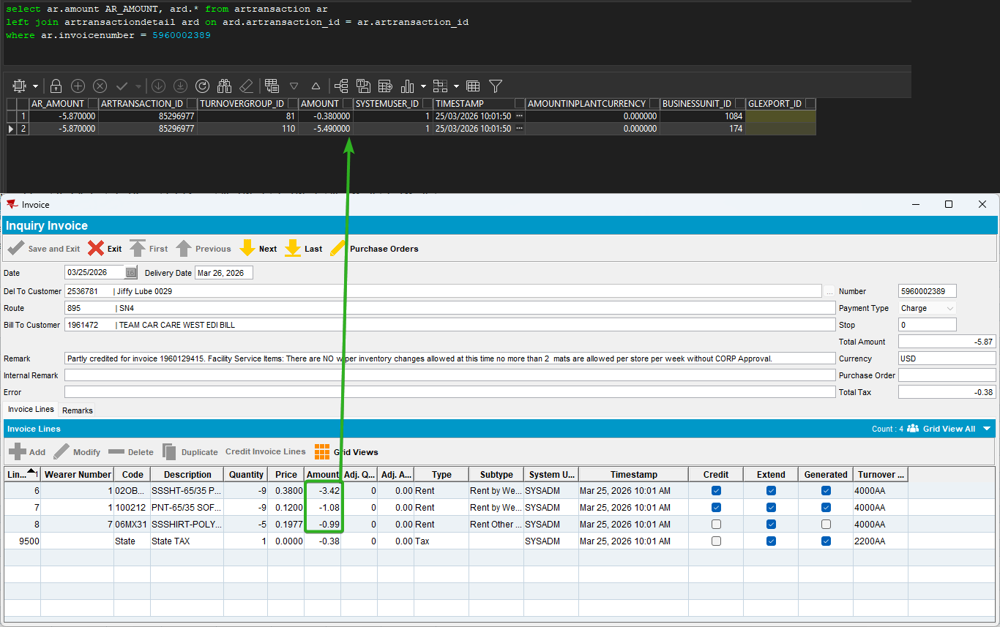 select ar.amount AR_AMOUNT, ard.* from artransaction ar
left join artransactiondetail ard on ard.artransaction_id = ar.artransaction_id
where ar.invoicenumber = 5960002389
AR_AMOUNT ARTRANSACTION_ID TURNOVERGROUP_ID AMOUNT SYSTEMUSER_ID TIMESTAMP AMOUNTINPLANTCURRENCY BUSINESSUNIT_ID GLEXPORT_ID
1 -5.870000 85296977 81 -0.380000 1 25/03/2026 10:01:50 ... 0.000000 1084
2 -5.870000 85296977 110 -5.490000 1 25/03/2026 10:01:50 ... 0.000000 174
Invoice
Inquiry Invoice
Save and Exit Exit First Previous Next Last Purchase Orders
Date 03/25/2026 16 Delivery Date Mar 26, 2026
Del To Customer 2536781 | Jiffy Lube 0029 ... Number 5960002389
Route 895 | SN4 Payment Type Charge
Bill To Customer 1961472 | TEAM CAR CARE WEST EDI BILL Stop 0
Total Amount -5.87
Remark Partly credited for invoice 1960129415. Facility Service Items: There are NO wiper inventory changes allowed at this time no more than 2 mats are allowed per store per week without CORP Approval. Currency USD
Internal Remark Purchase Order
Error Total Tax -0.38
Invoice Lines Remarks
Invoice Lines Count : 4 Grid View All
Add Modify Delete Duplicate Credit Invoice Lines Grid Views
Lin... 1 Wearer Number Code Description Quantity Price Amount Adj. Q... Adj. A... Type Subtype System U... Timestamp Credit Extend Generated Turnover ...
6 1 02OB... SSSHT-65/35 P... -9 0.3800 -3.42 0 0.00 Rent Rent by We... SYSADM Mar 25, 2026 10:01 AM 4000AA
7 1 100212 PNT-65/35 SOF... -9 0.1200 -1.08 0 0.00 Rent Rent by We... SYSADM Mar 25, 2026 10:01 AM 4000AA
8 7 06MX31 SSSHIRT-POLY... -5 0.1977 -0.99 0 0.00 Rent Rent Other ... SYSADM Mar 25, 2026 10:01 AM 4000AA
9500 State State TAX 1 0.0000 -0.38 0 0.00 Tax SYSADM Mar 25, 2026 10:01 AM 2200AA